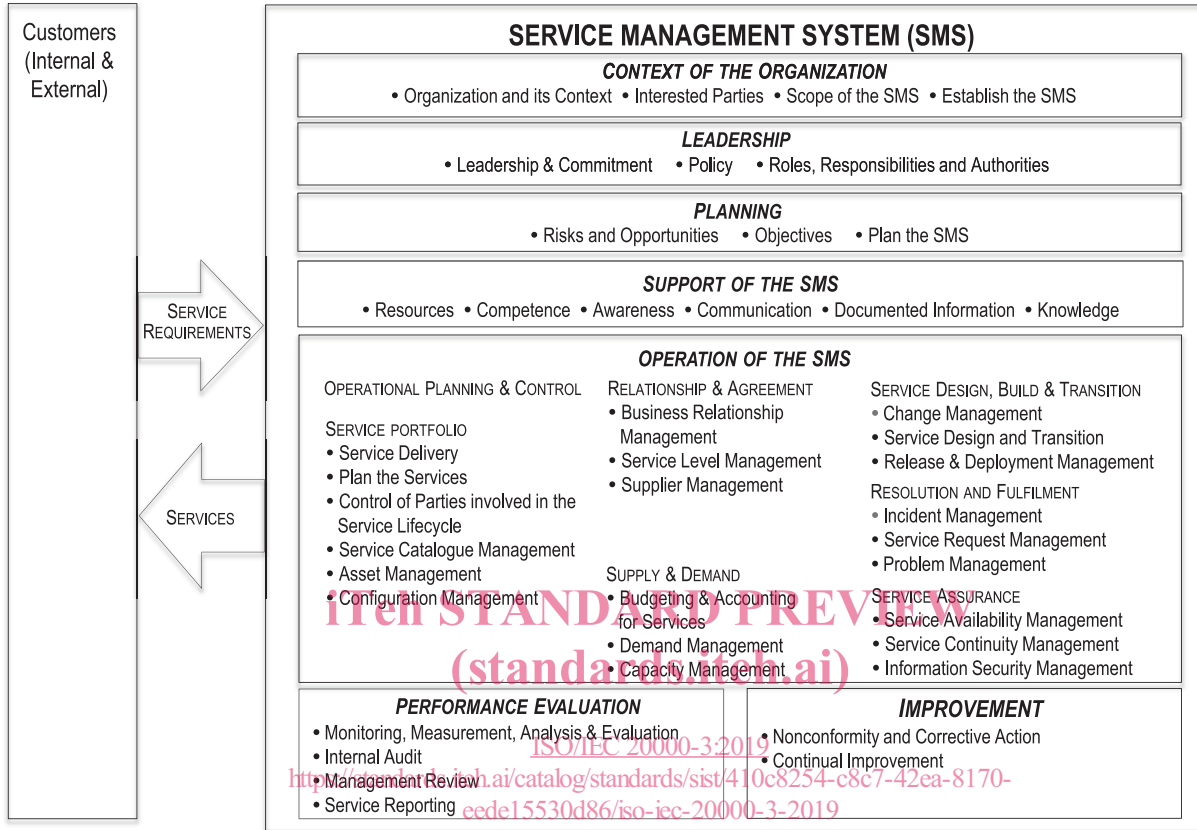 Customers
(Internal &
External)
SERVICE
REQUIREMENTS
SERVICES
SERVICE MANAGEMENT SYSTEM (SMS)
CONTEXT OF THE ORGANIZATION
• Organization and its Context • Interested Parties • Scope of the SMS • Establish the SMS
LEADERSHIP
• Leadership & Commitment • Policy • Roles, Responsibilities and Authorities
PLANNING
• Risks and Opportunities • Objectives • Plan the SMS
SUPPORT OF THE SMS
• Resources • Competence • Awareness • Communication • Documented Information • Knowledge
OPERATION OF THE SMS
OPERATIONAL PLANNING & CONTROL
SERVICE PORTFOLIO
• Service Delivery
• Plan the Services
• Control of Parties involved in the
Service Lifecycle
• Service Catalogue Management
• Asset Management
• Configuration Management
RELATIONSHIP & AGREEMENT
• Business Relationship
Management
• Service Level Management
• Supplier Management
SUPPLY & DEMAND
• Budgeting & Accounting
for Services
• Demand Management
• Capacity Management
SERVICE DESIGN, BUILD & TRANSITION
• Change Management
• Service Design and Transition
• Release & Deployment Management
RESOLUTION AND FULFILMENT
• Incident Management
• Service Request Management
• Problem Management
SERVICE ASSURANCE
• Service Availability Management
• Service Continuity Management
• Information Security Management
PERFORMANCE EVALUATION
• Monitoring, Measurement, Analysis & Evaluation
• Internal Audit
• Management Review
• Service Reporting
IMPROVEMENT
• Nonconformity and Corrective Action
• Continual Improvement
iTeh STANDARD PREVIEW
(standards.iteh.ai)
ISO/IEC 20000-3:2019
https://standards.iteh.ai/catalog/standards/sist/410c8254-c8c7-42ea-8170-
eede15530d86/iso-iec-20000-3-2019